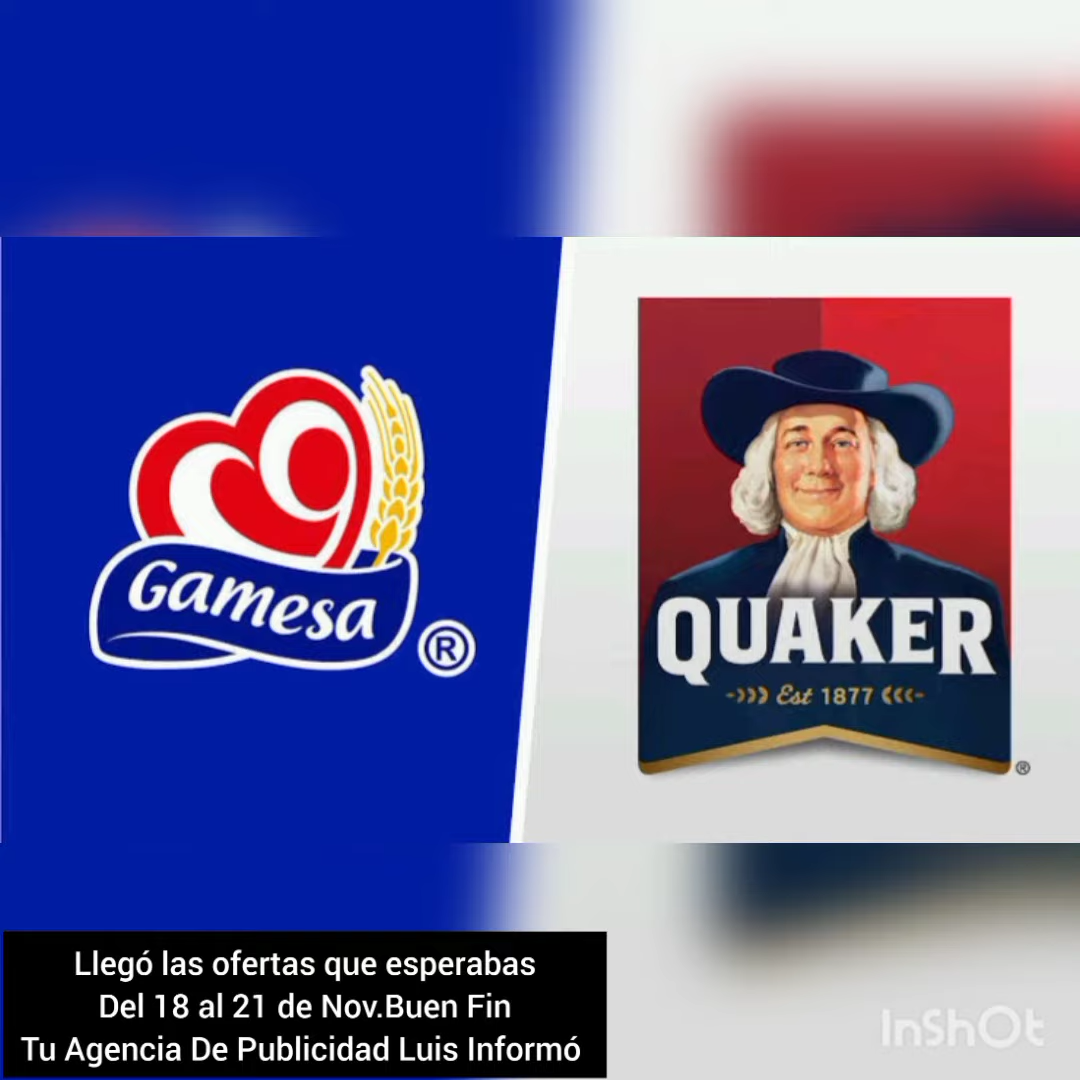 Gamesa
®
QUAKER
Est 1877
®
Llegó las ofertas que esperabas
Del 18 al 21 de Nov.Buen Fin
Tu Agencia De Publicidad Luis Informó
InShOt